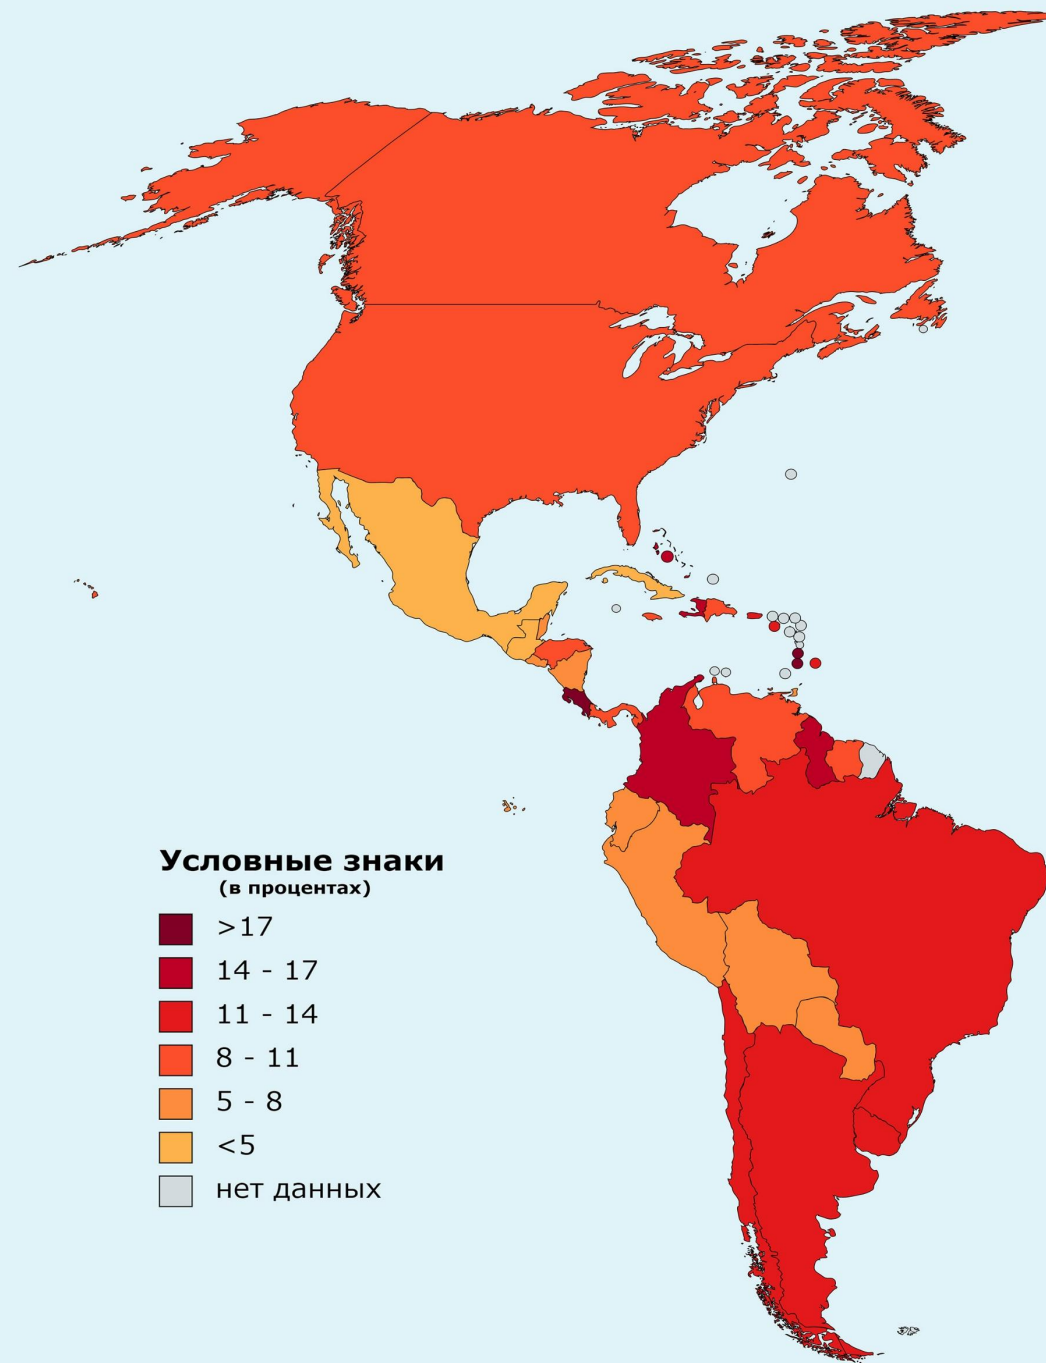 Условные знаки
(в процентах)
>17
14 - 17
11 - 14
8 - 11
5 - 8
<5
нет данных